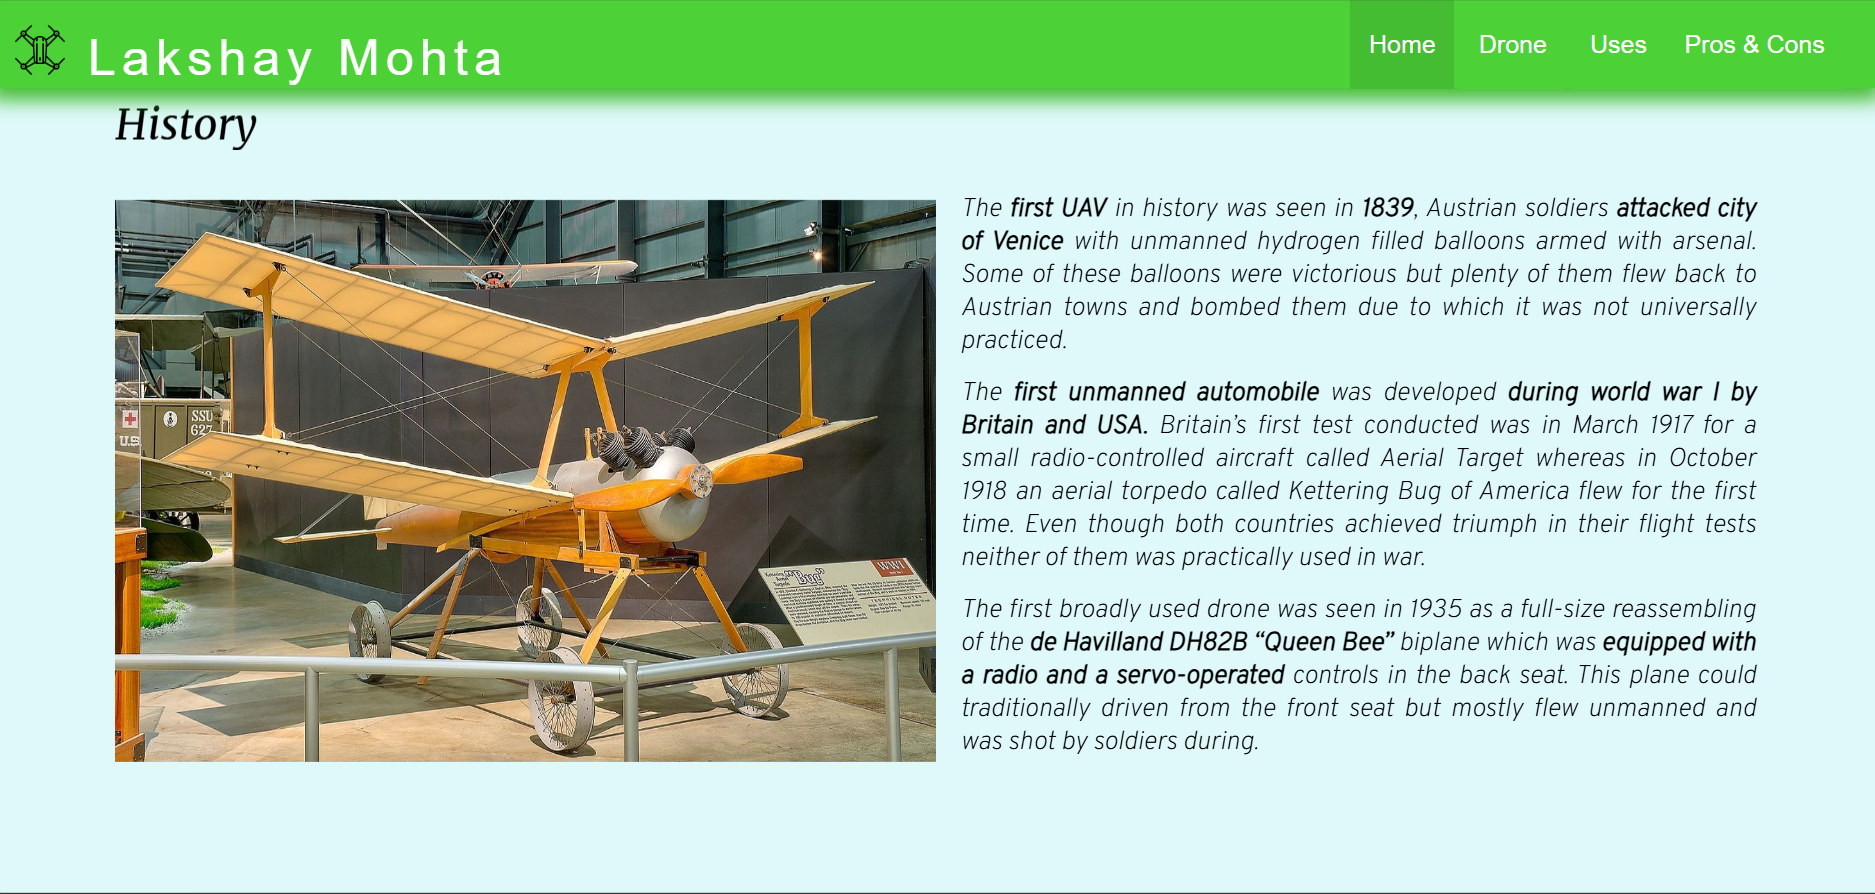 Lakshay Mohta
Home Drone Uses Pros & Cons
History
The first UAV in history was seen in 1839, Austrian soldiers attacked city
of Venice with unmanned hydrogen filled balloons armed with arsenal.
Some of these balloons were victorious but plenty of them flew back to
Austrian towns and bombed them due to which it was not universally
practiced.
The first unmanned automobile was developed during world war I by
Britain and USA. Britain’s first test conducted was in March 1917 for a
small radio-controlled aircraft called Aerial Target whereas in October
1918 an aerial torpedo called Kettering Bug of America flew for the first
time. Even though both countries achieved triumph in their flight tests
neither of them was practically used in war.
The first broadly used drone was seen in 1935 as a full-size reassembling
of the de Havilland DH82B “Queen Bee” biplane which was equipped with
a radio and a servo-operated controls in the back seat. This plane could
traditionally driven from the front seat but mostly flew unmanned and
was shot by soldiers during.
SSU
627
U.S
Kettering
Aerial
Torpedo
"Bug"
WWI